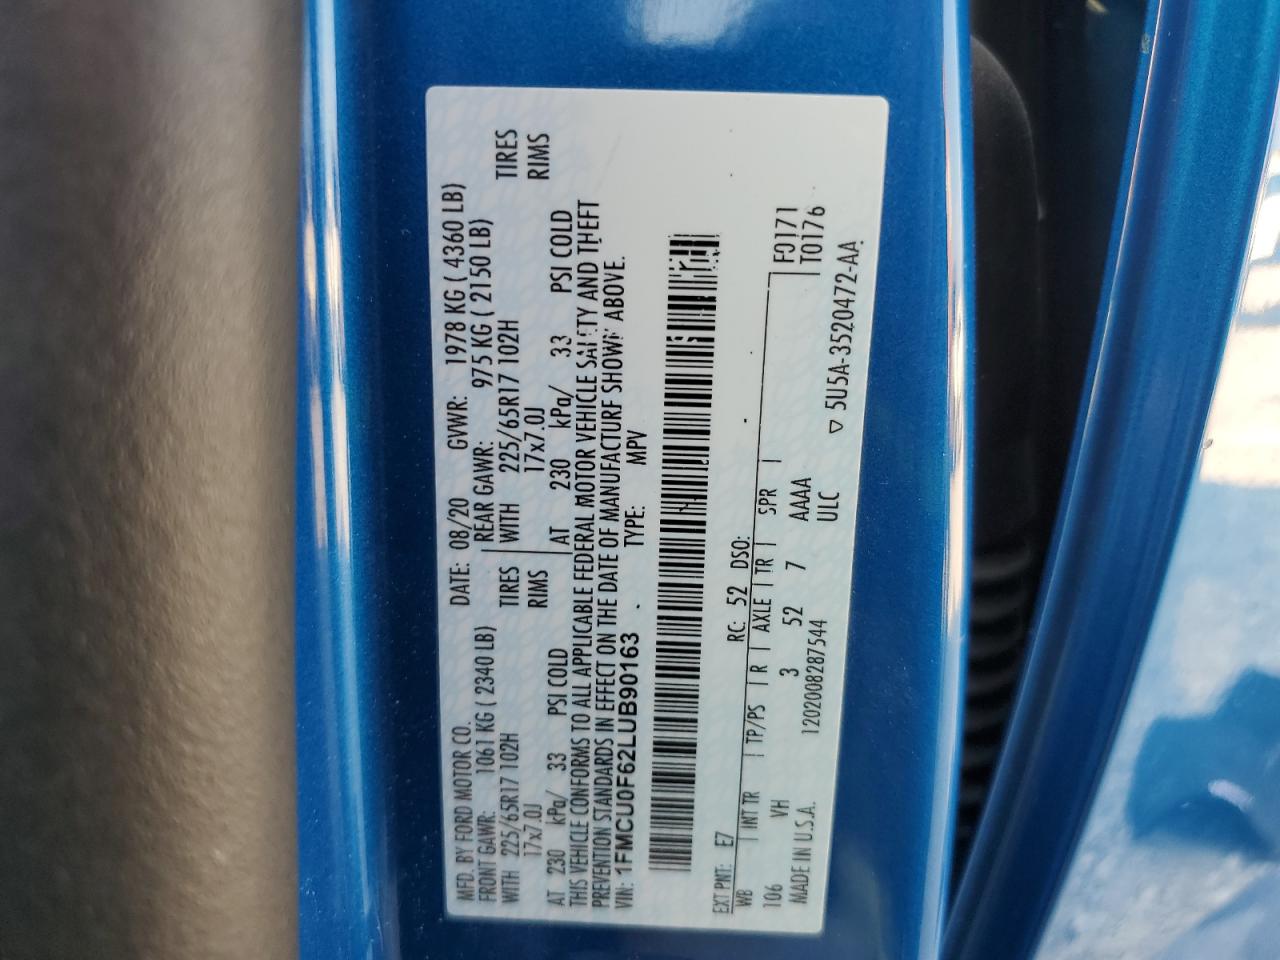 MFD. BY FORD MOTOR CO. DATE: 08/20 GVWR: 1978 KG ( 4360 LB)
FRONT GAWR: 1061 KG ( 2340 LB) REAR GAWR: 975 KG ( 2150 LB)
WITH 225/65R17 102H TIRES WITH 225/65R17 102H TIRES
17x7.0J RIMS 17x7.0J RIMS
AT 230 kPa/ 33 PSI COLD AT 230 kPa/ 33 PSI COLD
THIS VEHICLE CONFORMS TO ALL APPLICABLE FEDERAL MOTOR VEHICLE SAFETY AND THEFT
PREVENTION STANDARDS IN EFFECT ON THE DATE OF MANUFACTURE SHOWN ABOVE.
VIN: 1FMCU0F62LUB90163 TYPE: MPV
EXT PNT: E7 RC: 52 DSO:
WB INT TR TP/PS R AXLE TR SPR F0171
106 VH 3 52 7 AAAA T0176
MADE IN U.S.A. 1202008287544 ULC
▽ 5U5A-3520472-AA